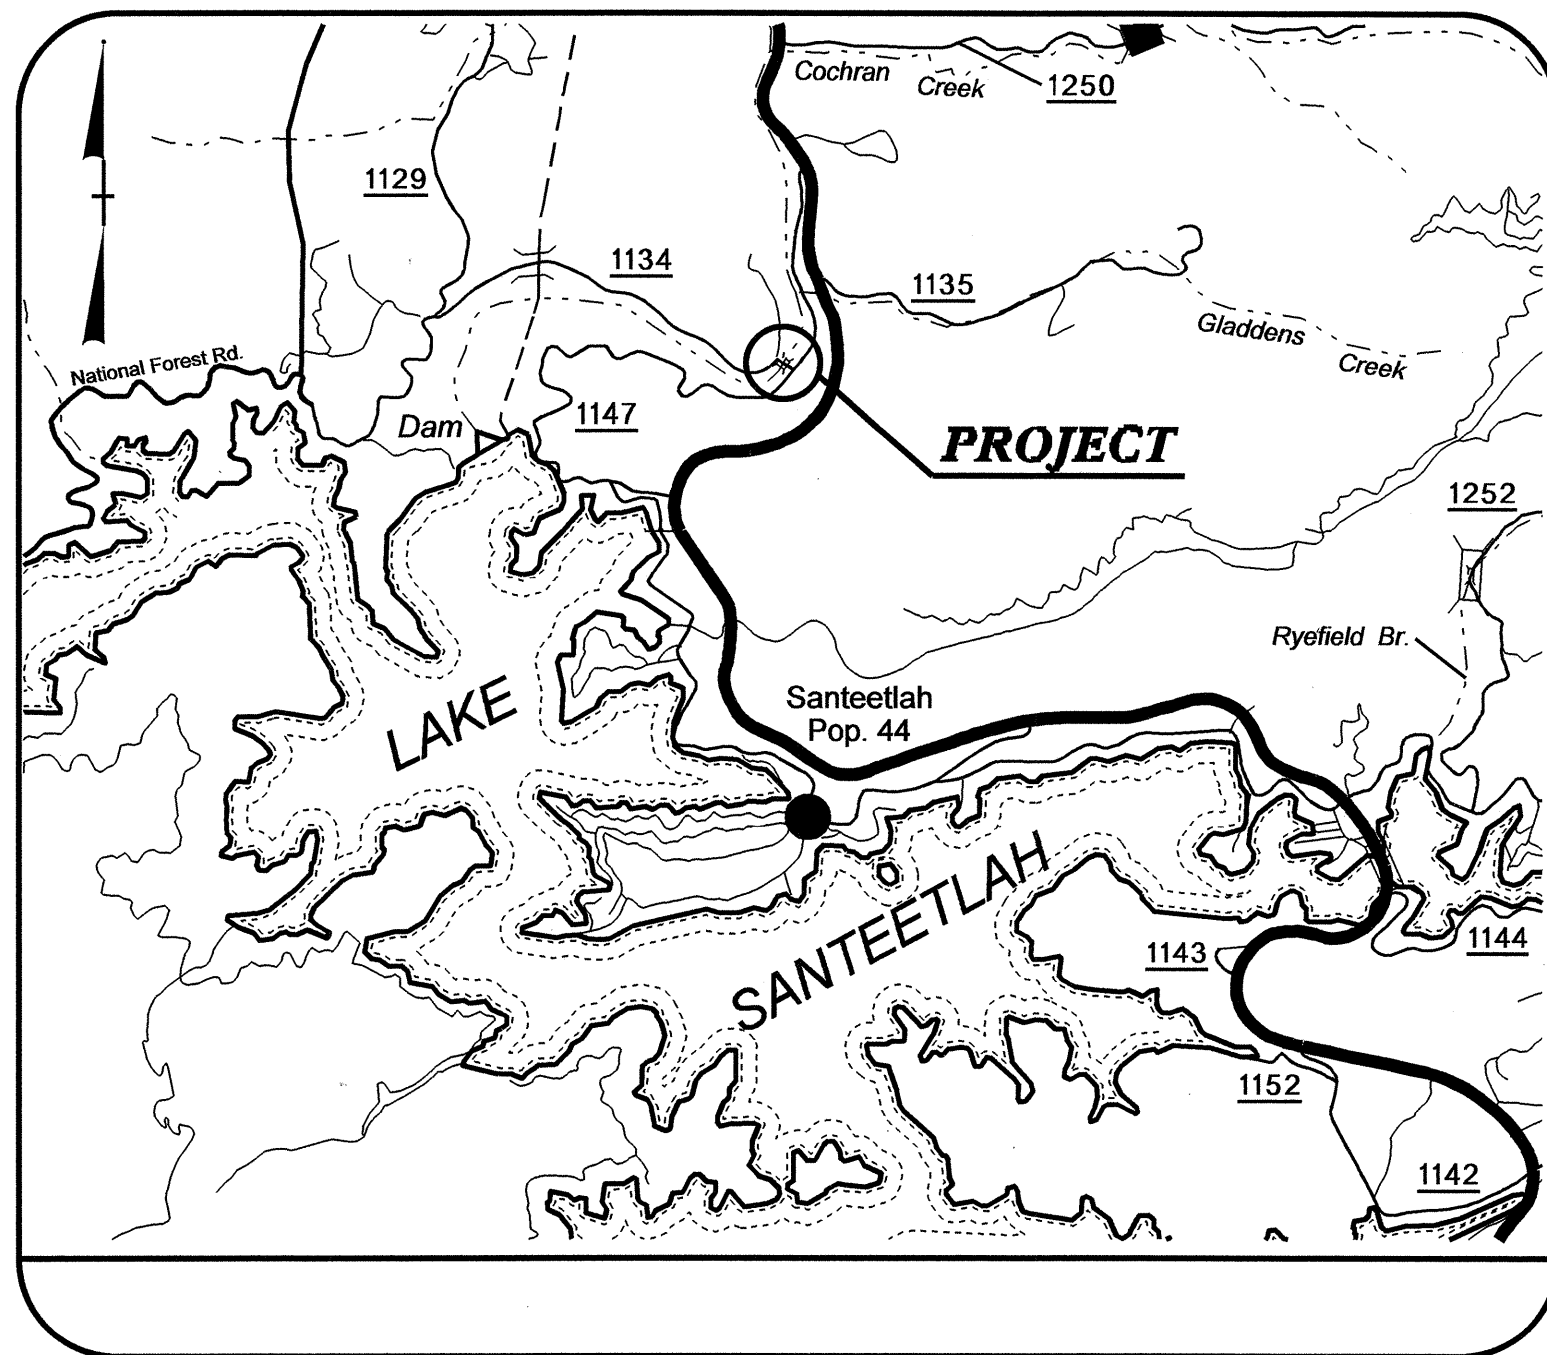 Cochran Creek
1250
1129
1134
1135
Gladdens Creek
National Forest Rd.
Dam
1147
PROJECT
1252
Ryefield Br.
LAKE
Santeetlah
Pop. 44
SANTEETLAH
1143
1144
1152
1142